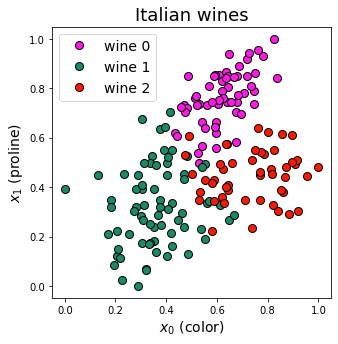 Italian wines
wine 0
wine 1
wine 2
x₁ (proline)
1.0
0.8
0.6
0.4
0.2
0.0
0.0 0.2 0.4 0.6 0.8 1.0
x₀ (color)